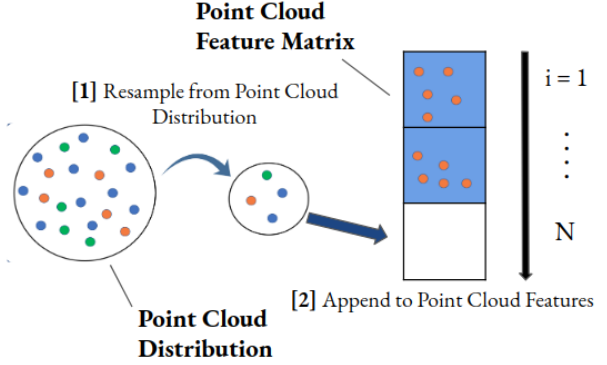 Point Cloud
Feature Matrix
[1] Resample from Point Cloud
Distribution
i = 1
N
[2] Append to Point Cloud Features
Point Cloud
Distribution